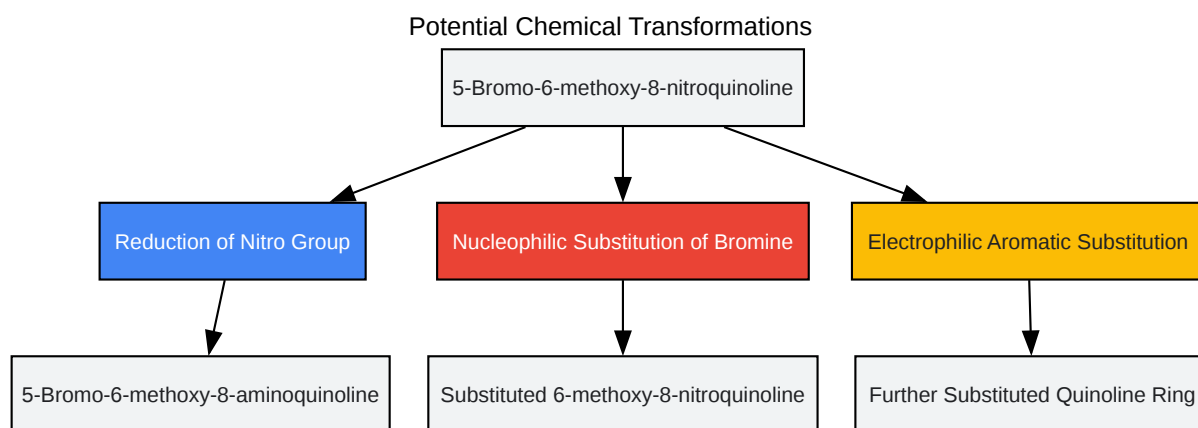 Potential Chemical Transformations
5-Bromo-6-methoxy-8-nitroquinoline
Reduction of Nitro Group
Nucleophilic Substitution of Bromine
Electrophilic Aromatic Substitution
5-Bromo-6-methoxy-8-aminoquinoline
Substituted 6-methoxy-8-nitroquinoline
Further Substituted Quinoline Ring